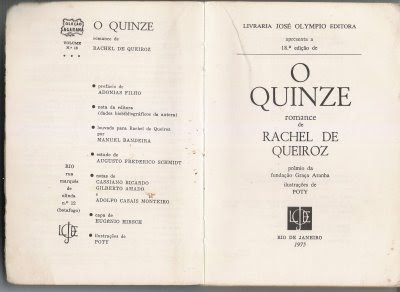 COLEÇÃO
SAGARANA
VOLUME
N.º 19
* * *
O QUINZE
romance de
RACHEL DE QUEIROZ
● prefácio de
ADONIAS FILHO
● nota da editora
(dados biobibliográficos da autora)
● louvado para Rachel de Queiroz
por
MANUEL BANDEIRA
● estudo de
AUGUSTO FREDERICO SCHMIDT
● notas de
CASSIANO RICARDO
GILBERTO AMADO
e
ADOLFO CASAIS MONTEIRO
● capa de
EUGÊNIO HIRSCH
● ilustrações de
POTY
RIO
rua
marquês
de
olinda
n.º 12
(botafogo)
LIVRARIA JOSÉ OLYMPIO EDITORA
apresenta a
18.ª edição de
O
QUINZE
romance
de
RACHEL DE
QUEIROZ
prêmio da
fundação Graça Aranha
ilustrações de
POTY
RIO DE JANEIRO
1973